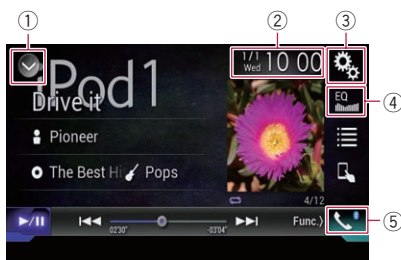 ①
②
③
iPod1
1/1
Wed
10 00
Drive it
EQ
④
Pioneer
The Best Hi
Pops
4/12
02'30"
-03'04"
Func.
⑤